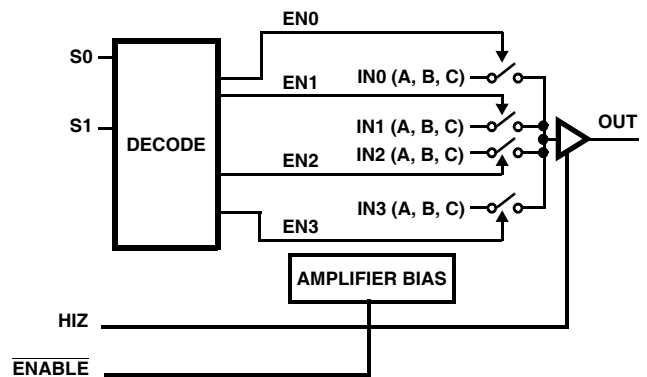 EN0
S0
IN0 (A, B, C)
EN1
OUT
S1
IN1 (A, B, C)
DECODE
IN2 (A, B, C)
EN2
IN3 (A, B, C)
EN3
AMPLIFIER BIAS
HIZ
ENABLE